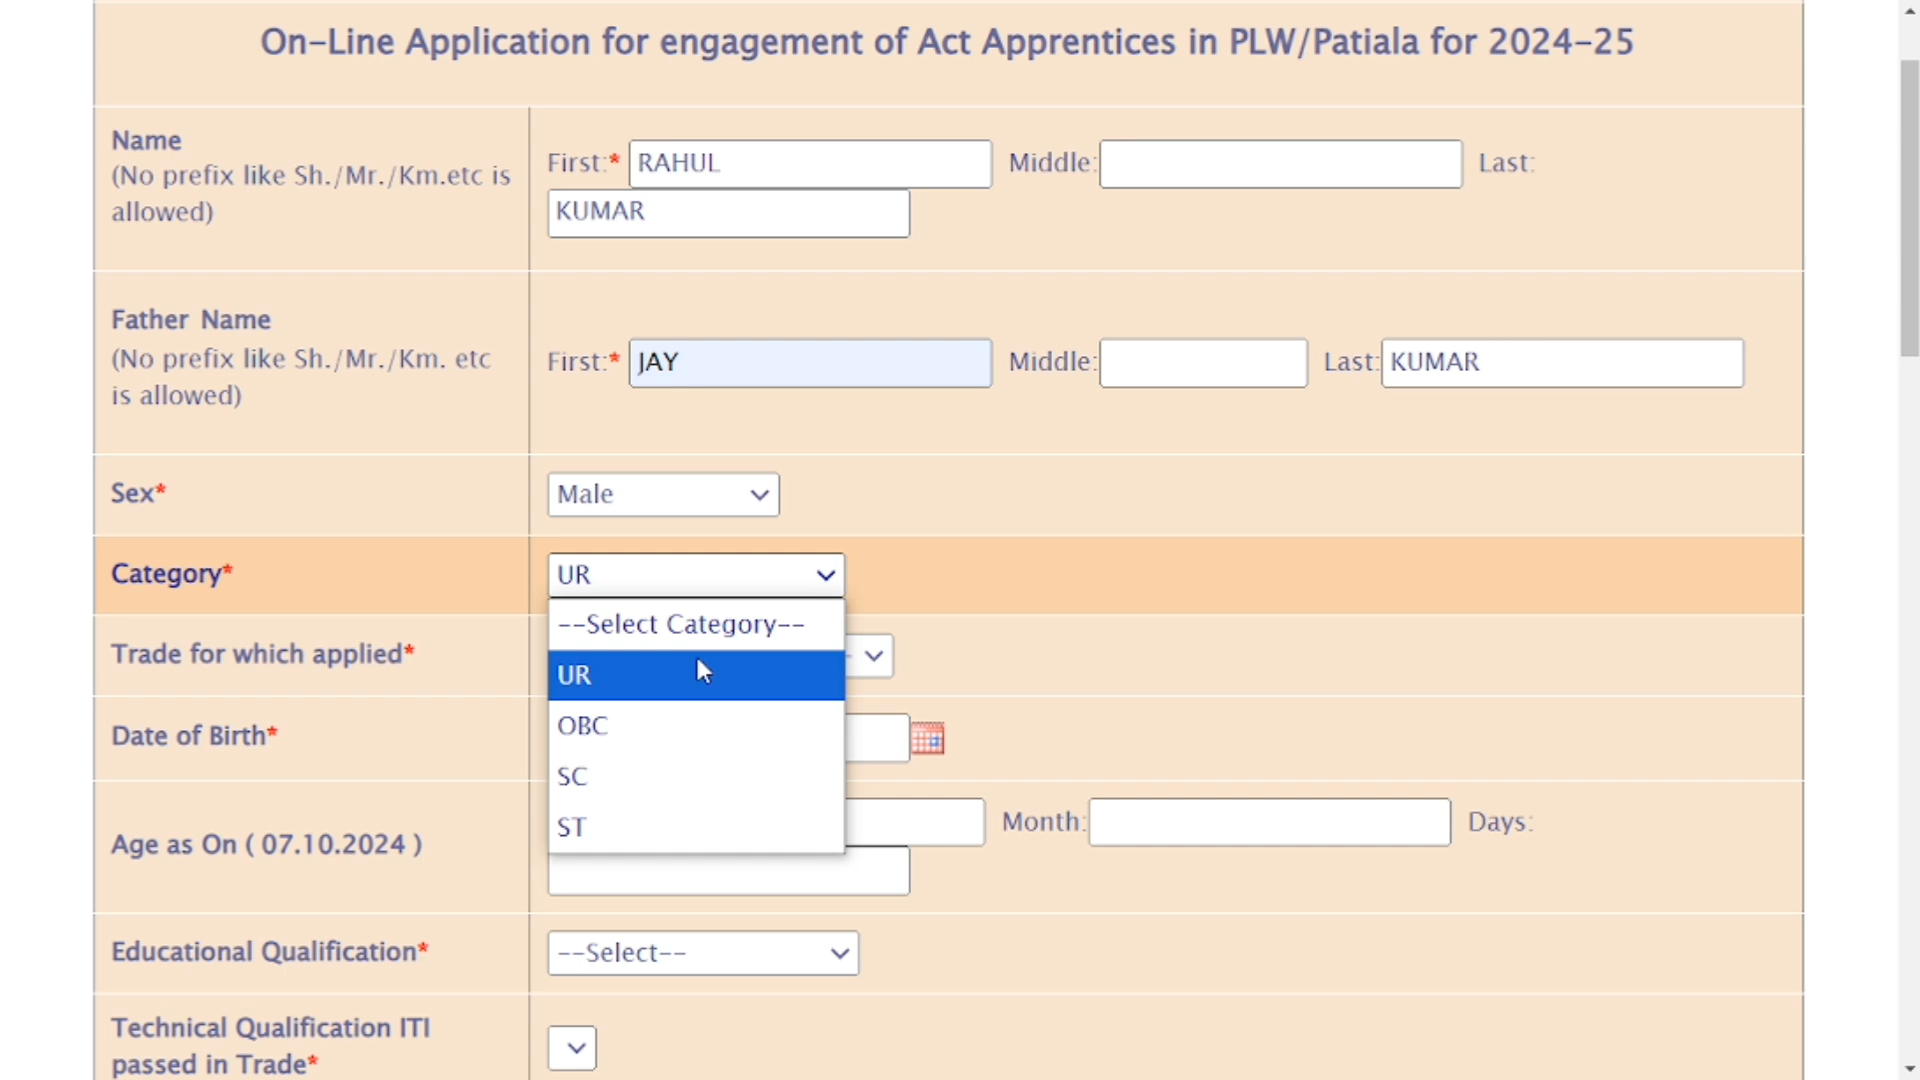 On-Line Application for engagement of Act Apprentices in PLW/Patiala for 2024-25
Name
(No prefix like Sh./Mr./Km.etc is
allowed)
First:* RAHUL Middle: Last:
KUMAR
Father Name
(No prefix like Sh./Mr./Km. etc
is allowed)
First:* JAY Middle: Last: KUMAR
Sex* Male
Category* UR
--Select Category--
UR
OBC
SC
ST
Trade for which applied*
Date of Birth*
Age as On ( 07.10.2024 )
Month: Days:
Educational Qualification* --Select--
Technical Qualification ITI
passed in Trade*